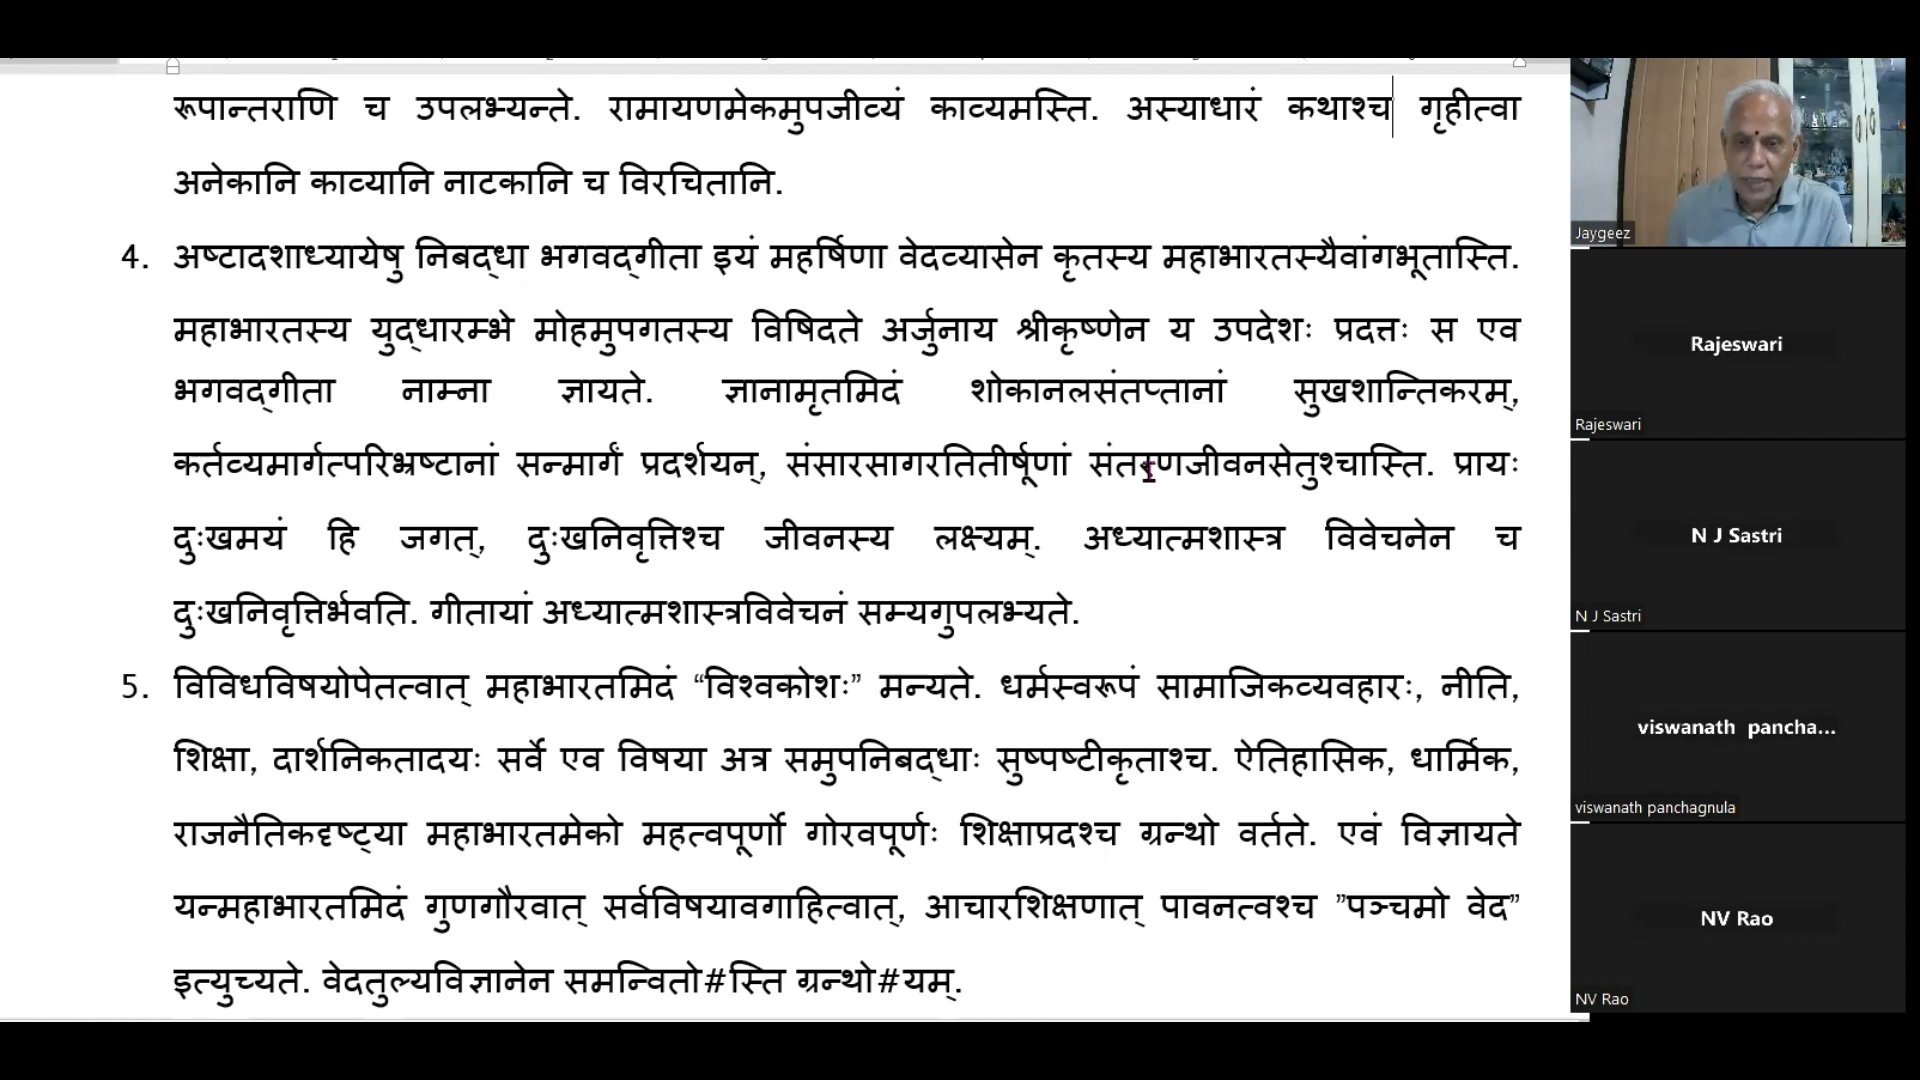 रूपान्तराणि च उपलभ्यन्ते. रामायणमेकमुपजीव्यं काव्यमस्ति. अस्याधारं कथाश्च गृहीत्वा
अनेकानि काव्यानि नाटकानि च विरचितानि.
4. अष्टादशाध्यायेषु निबद्धा भगवद्गीता इयं महर्षिणा वेदव्यासेन कृतस्य महाभारतस्यैवांगभूतास्ति.
महाभारतस्य युद्धारम्भे मोहमुपगतस्य विषिदते अर्जुनाय श्रीकृष्णेन य उपदेशः प्रदत्तः स एव
भगवद्गीता नाम्ना ज्ञायते. ज्ञानामृतमिदं शोकानलसंतप्तानां सुखशान्तिकरम्,
कर्तव्यमार्गत्परिभ्रष्टानां सन्मार्गं प्रदर्शयन्, संसारसागरतितीर्षूणां संतरणजीवनसेतुश्चास्ति. प्रायः
दुःखमयं हि जगत्, दुःखनिवृत्तिश्च जीवनस्य लक्ष्यम्. अध्यात्मशास्त्र विवेचनेन च
दुःखनिवृत्तिर्भवति. गीतायां अध्यात्मशास्त्रविवेचनं सम्यगुपलभ्यते.
5. विविधविषयोपेतत्वात् महाभारतमिदं “विश्वकोशः” मन्यते. धर्मस्वरूपं सामाजिकव्यवहारः, नीति,
शिक्षा, दार्शनिकतादयः सर्वे एव विषया अत्र समुपनिबद्धाः सुष्पष्टीकृताश्च. ऐतिहासिक, धार्मिक,
राजनैतिकदृष्ट्या महाभारतमेको महत्वपूर्णो गोरवपूर्णः शिक्षाप्रदश्च ग्रन्थो वर्तते. एवं विज्ञायते
यन्महाभारतमिदं गुणगौरवात् सर्वविषयावगाहित्वात्, आचारशिक्षणात् पावनत्वश्च ”पञ्चमो वेद”
इत्युच्यते. वेदतुल्यविज्ञानेन समन्वितो#स्ति ग्रन्थो#यम्.
Jaygeez
Rajeswari
Rajeswari
N J Sastri
N J Sastri
viswanath pancha...
viswanath panchagnula
NV Rao
NV Rao